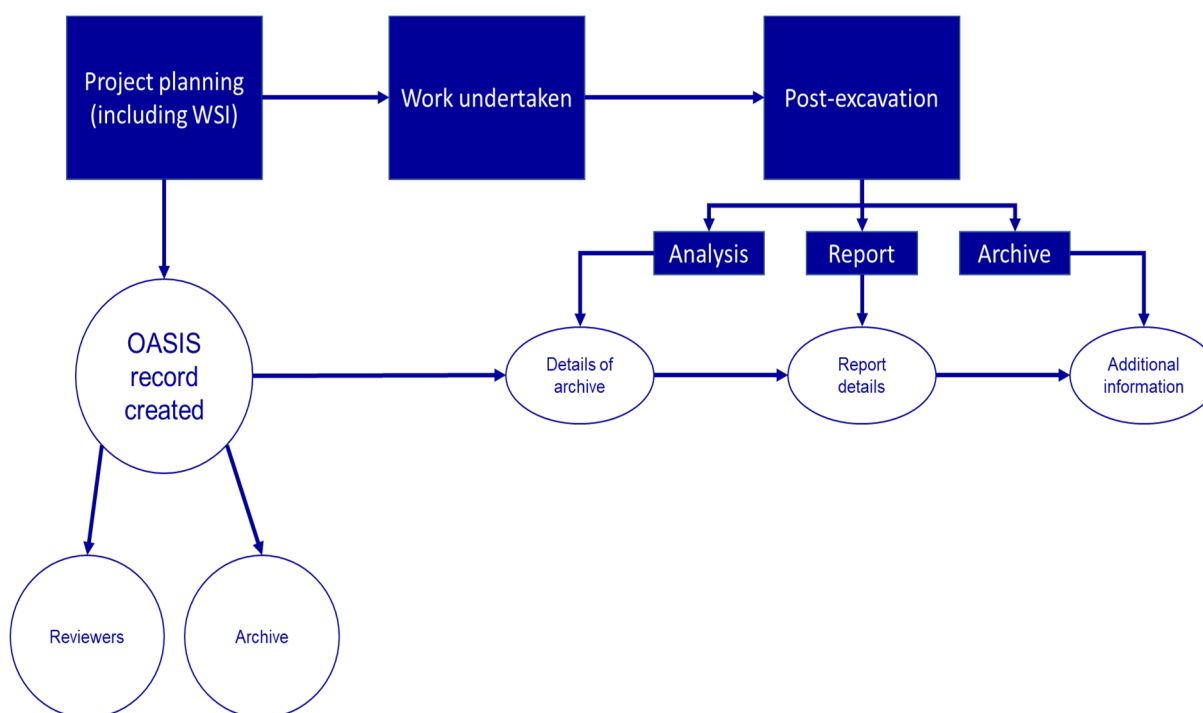 Project planning
(including WSI)
Work undertaken
Post-excavation
Analysis
Report
Archive
OASIS
record
created
Details of
archive
Report
details
Additional
information
Reviewers
Archive